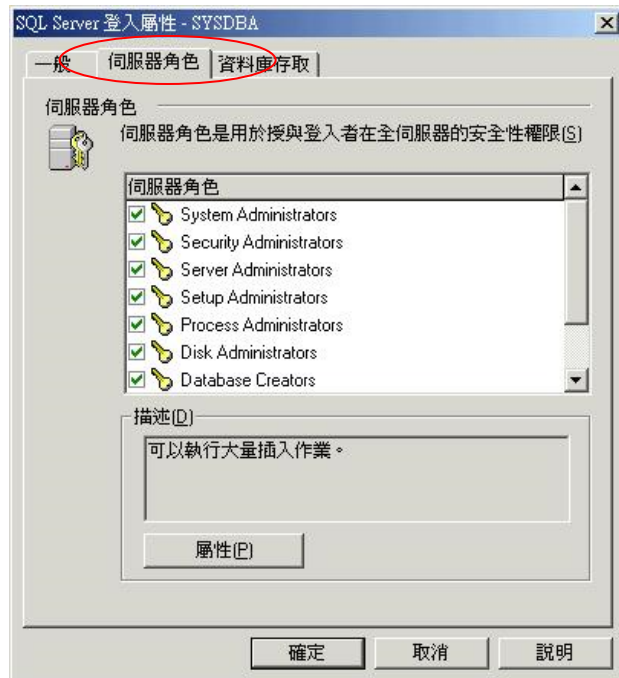 SQL Server 登入屬性 - SYSDBA
一般 伺服器角色 資料庫存取
伺服器角色
伺服器角色是用於授與登入者在全伺服器的安全性權限(S)
伺服器角色
System Administrators
Security Administrators
Server Administrators
Setup Administrators
Process Administrators
Disk Administrators
Database Creators
描述(D)
可以執行大量插入作業。
屬性(P)
確定 取消 說明